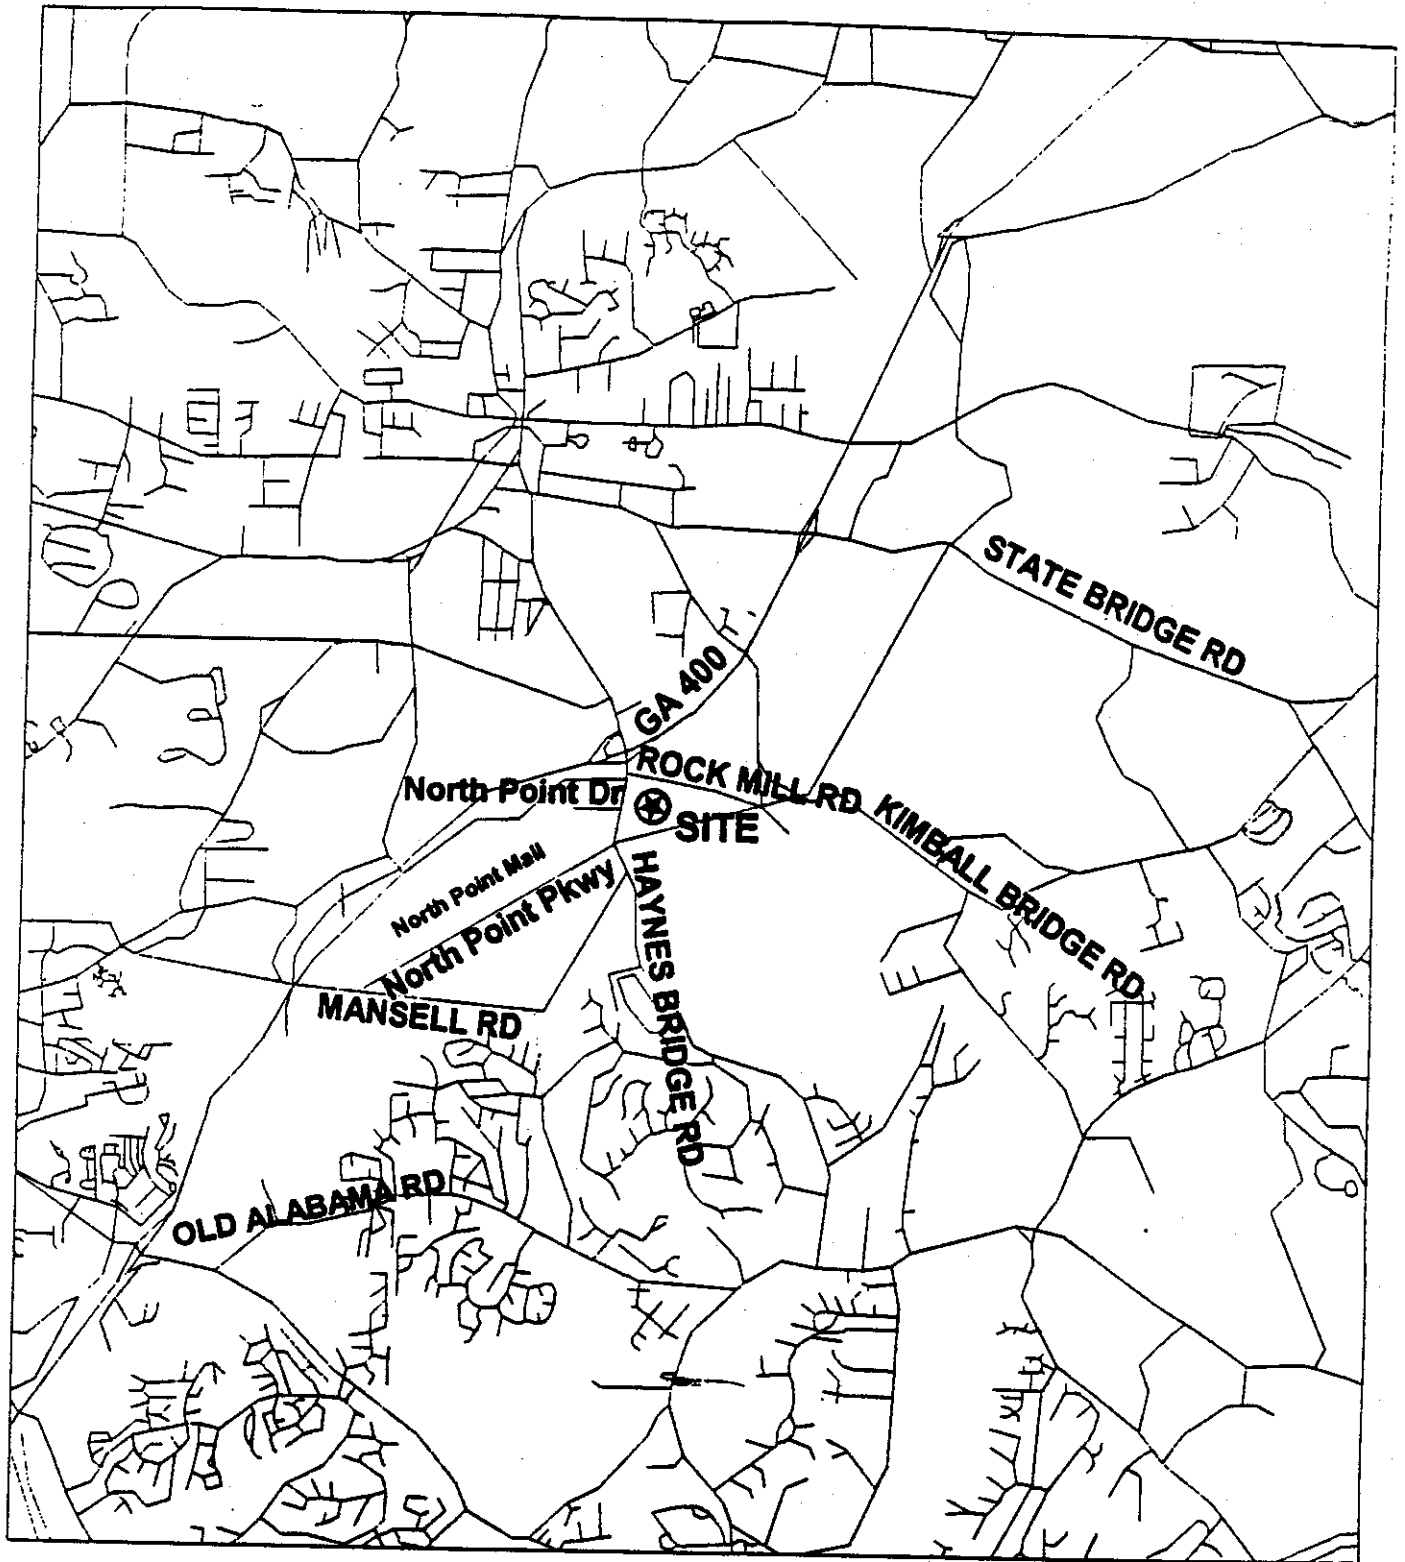 STATE BRIDGE RD
GA 400
ROCK MILL RD
North Point Dr
KIMBALL BRIDGE RD
SITE
North Point Mall
North Point Pkwy
HAYNES BRIDGE RD
MANSELL RD
OLD ALABAMA RD